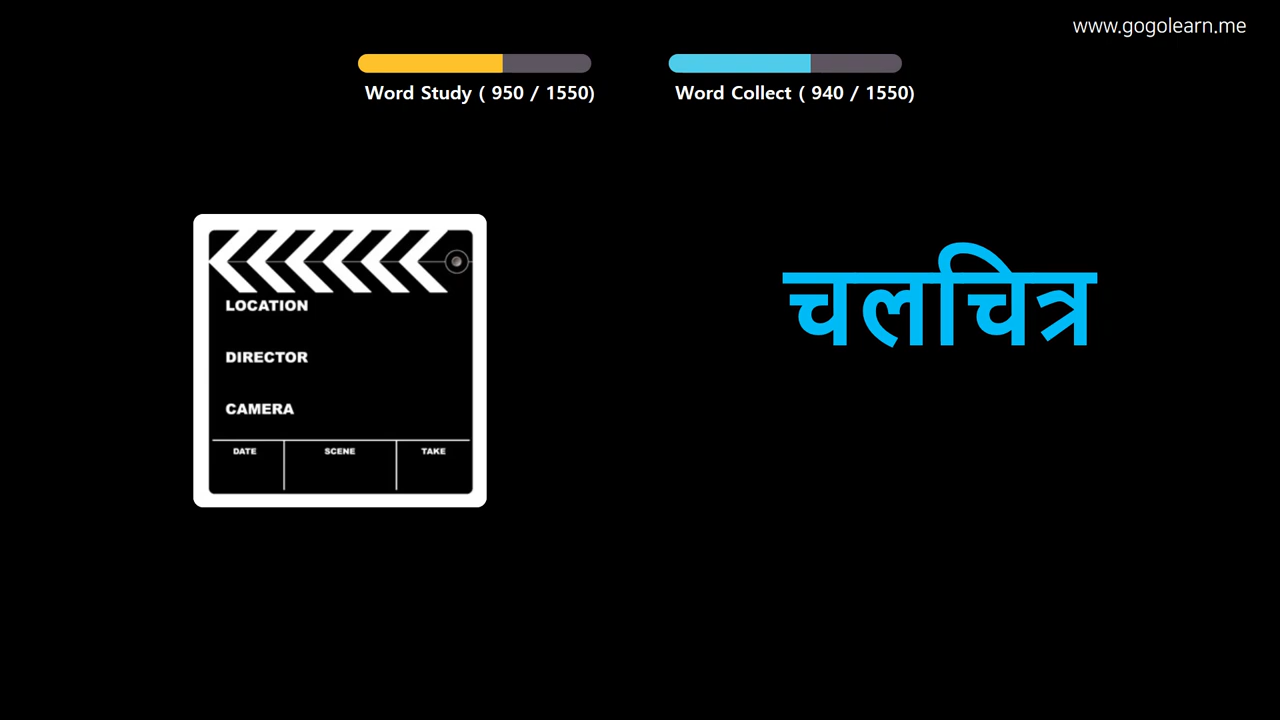 www.gogolearn.me
Word Study ( 950 / 1550)
Word Collect ( 940 / 1550)
LOCATION
DIRECTOR
CAMERA
DATE
SCENE
TAKE
चलचित्र